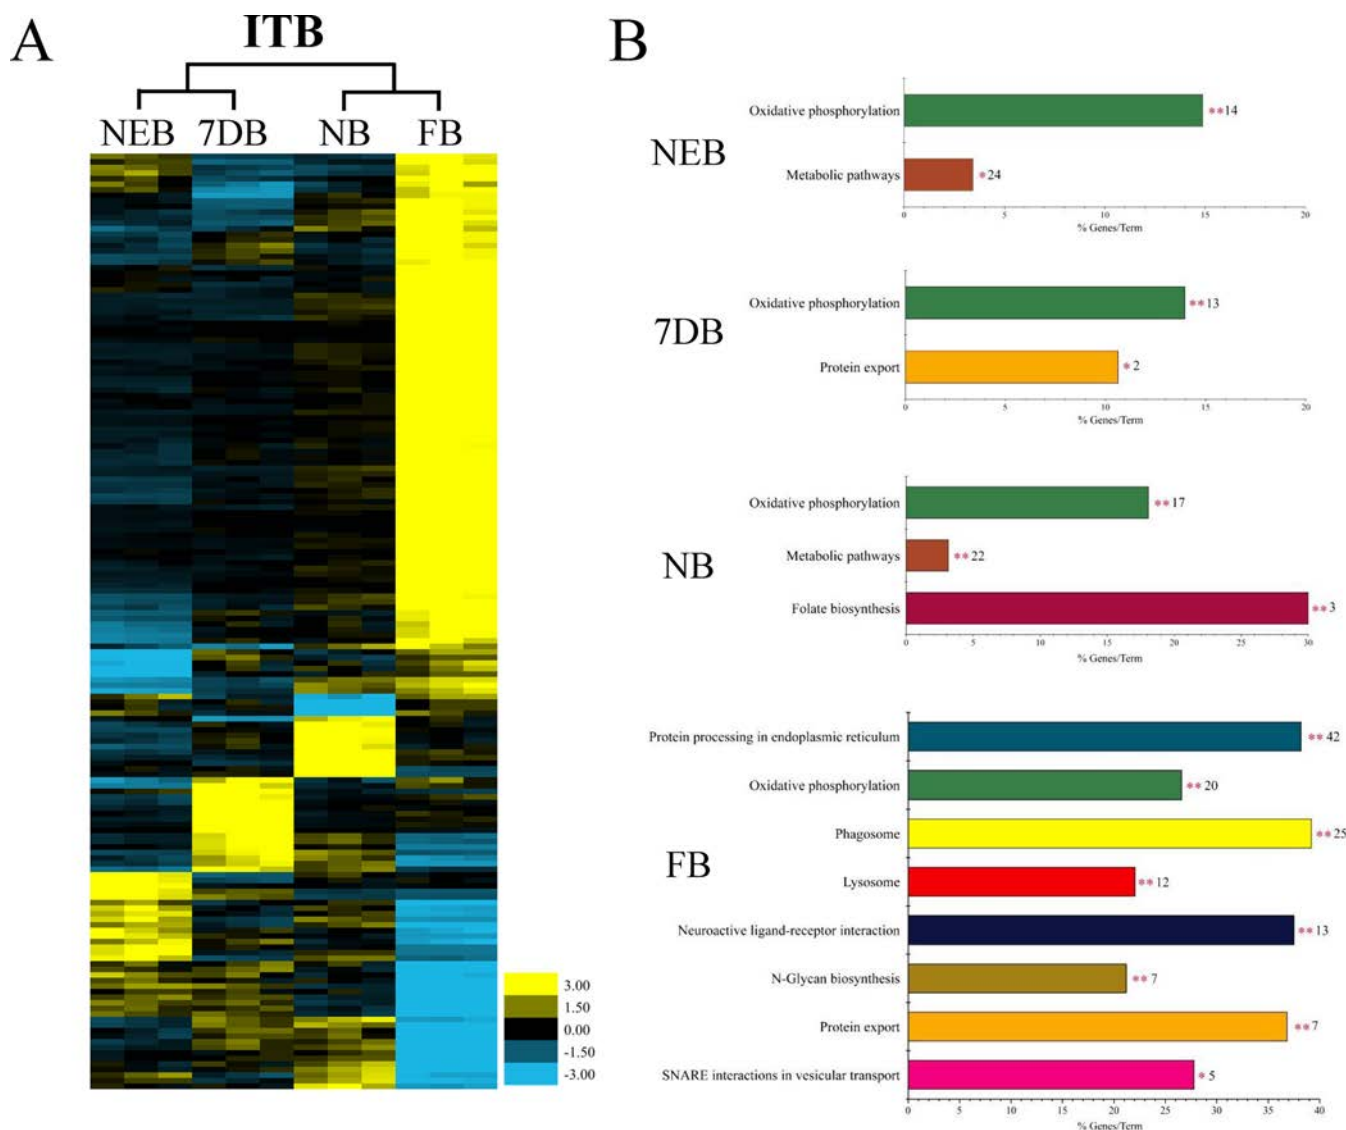 A
ITB
NEB 7DB NB FB
3.00
1.50
0.00
-1.50
-3.00
B
NEB
Oxidative phosphorylation **14
Metabolic pathways *24
0 5 10 15 20
% Genes/Term
7DB
Oxidative phosphorylation **13
Protein export *2
0 5 10 15 20
% Genes/Term
NB
Oxidative phosphorylation **17
Metabolic pathways **22
Folate biosynthesis **3
0 5 10 15 20 25 30
% Genes/Term
FB
Protein processing in endoplasmic reticulum **42
Oxidative phosphorylation **20
Phagosome **25
Lysosome **12
Neuroactive ligand-receptor interaction **13
N-Glycan biosynthesis **7
Protein export **7
SNARE interactions in vesicular transport *5
0 5 10 15 20 25 30 35 40
% Genes/Term